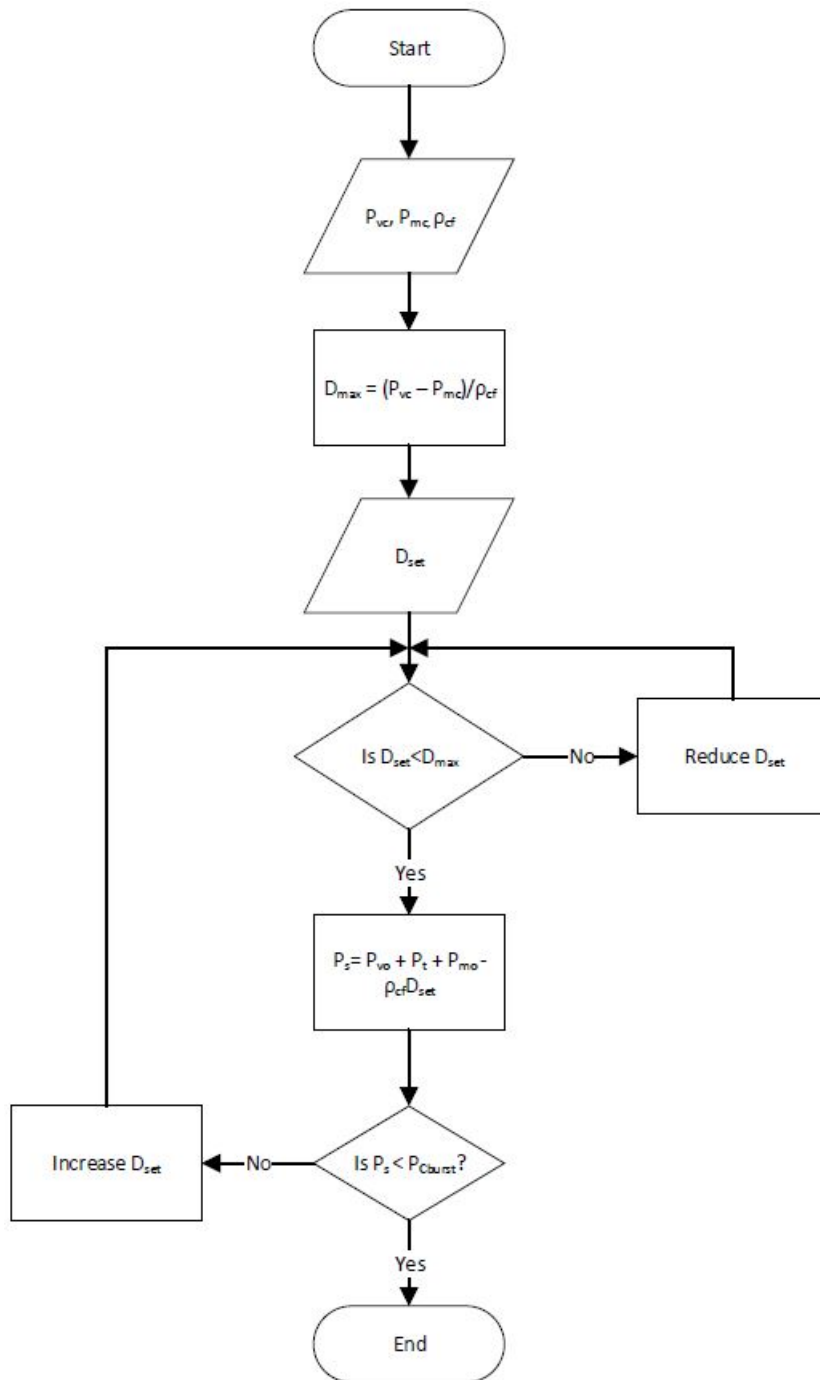 Start
P_vc, P_mc, ρ_cf
D_max = (P_vc – P_mc)/ρ_cf
D_set
Is D_set<D_max
No
Reduce D_set
Yes
P_s= P_vo + P_t + P_mo -
ρ_cfD_set
Increase D_set
No
Is P_s < P_Cburst?
Yes
End